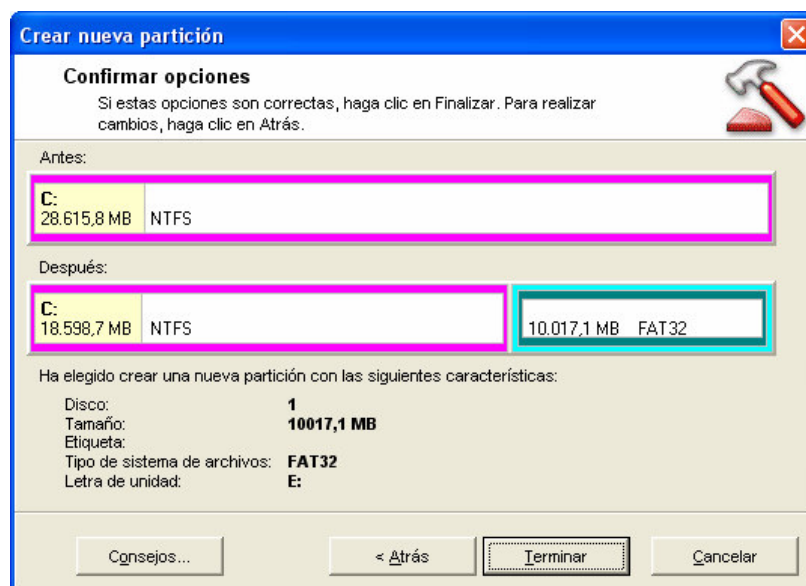 Crear nueva partición
Confirmar opciones
Si estas opciones son correctas, haga clic en Finalizar. Para realizar
cambios, haga clic en Atrás.
Antes:
C:
28.615,8 MB NTFS
Después:
C:
18.598,7 MB NTFS
10.017,1 MB FAT32
Ha elegido crear una nueva partición con las siguientes características:
Disco: 1
Tamaño: 10017,1 MB
Etiqueta:
Tipo de sistema de archivos: FAT32
Letra de unidad: E:
Consejos... < Atrás Terminar Cancelar